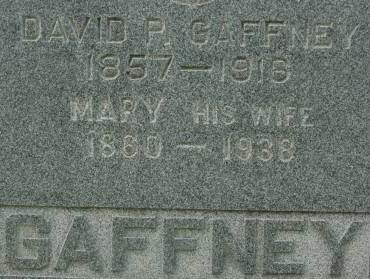 DAVID P. GAFFNEY
1857-1916
MARY HIS WIFE
1860 - 1938
GAFFNEY